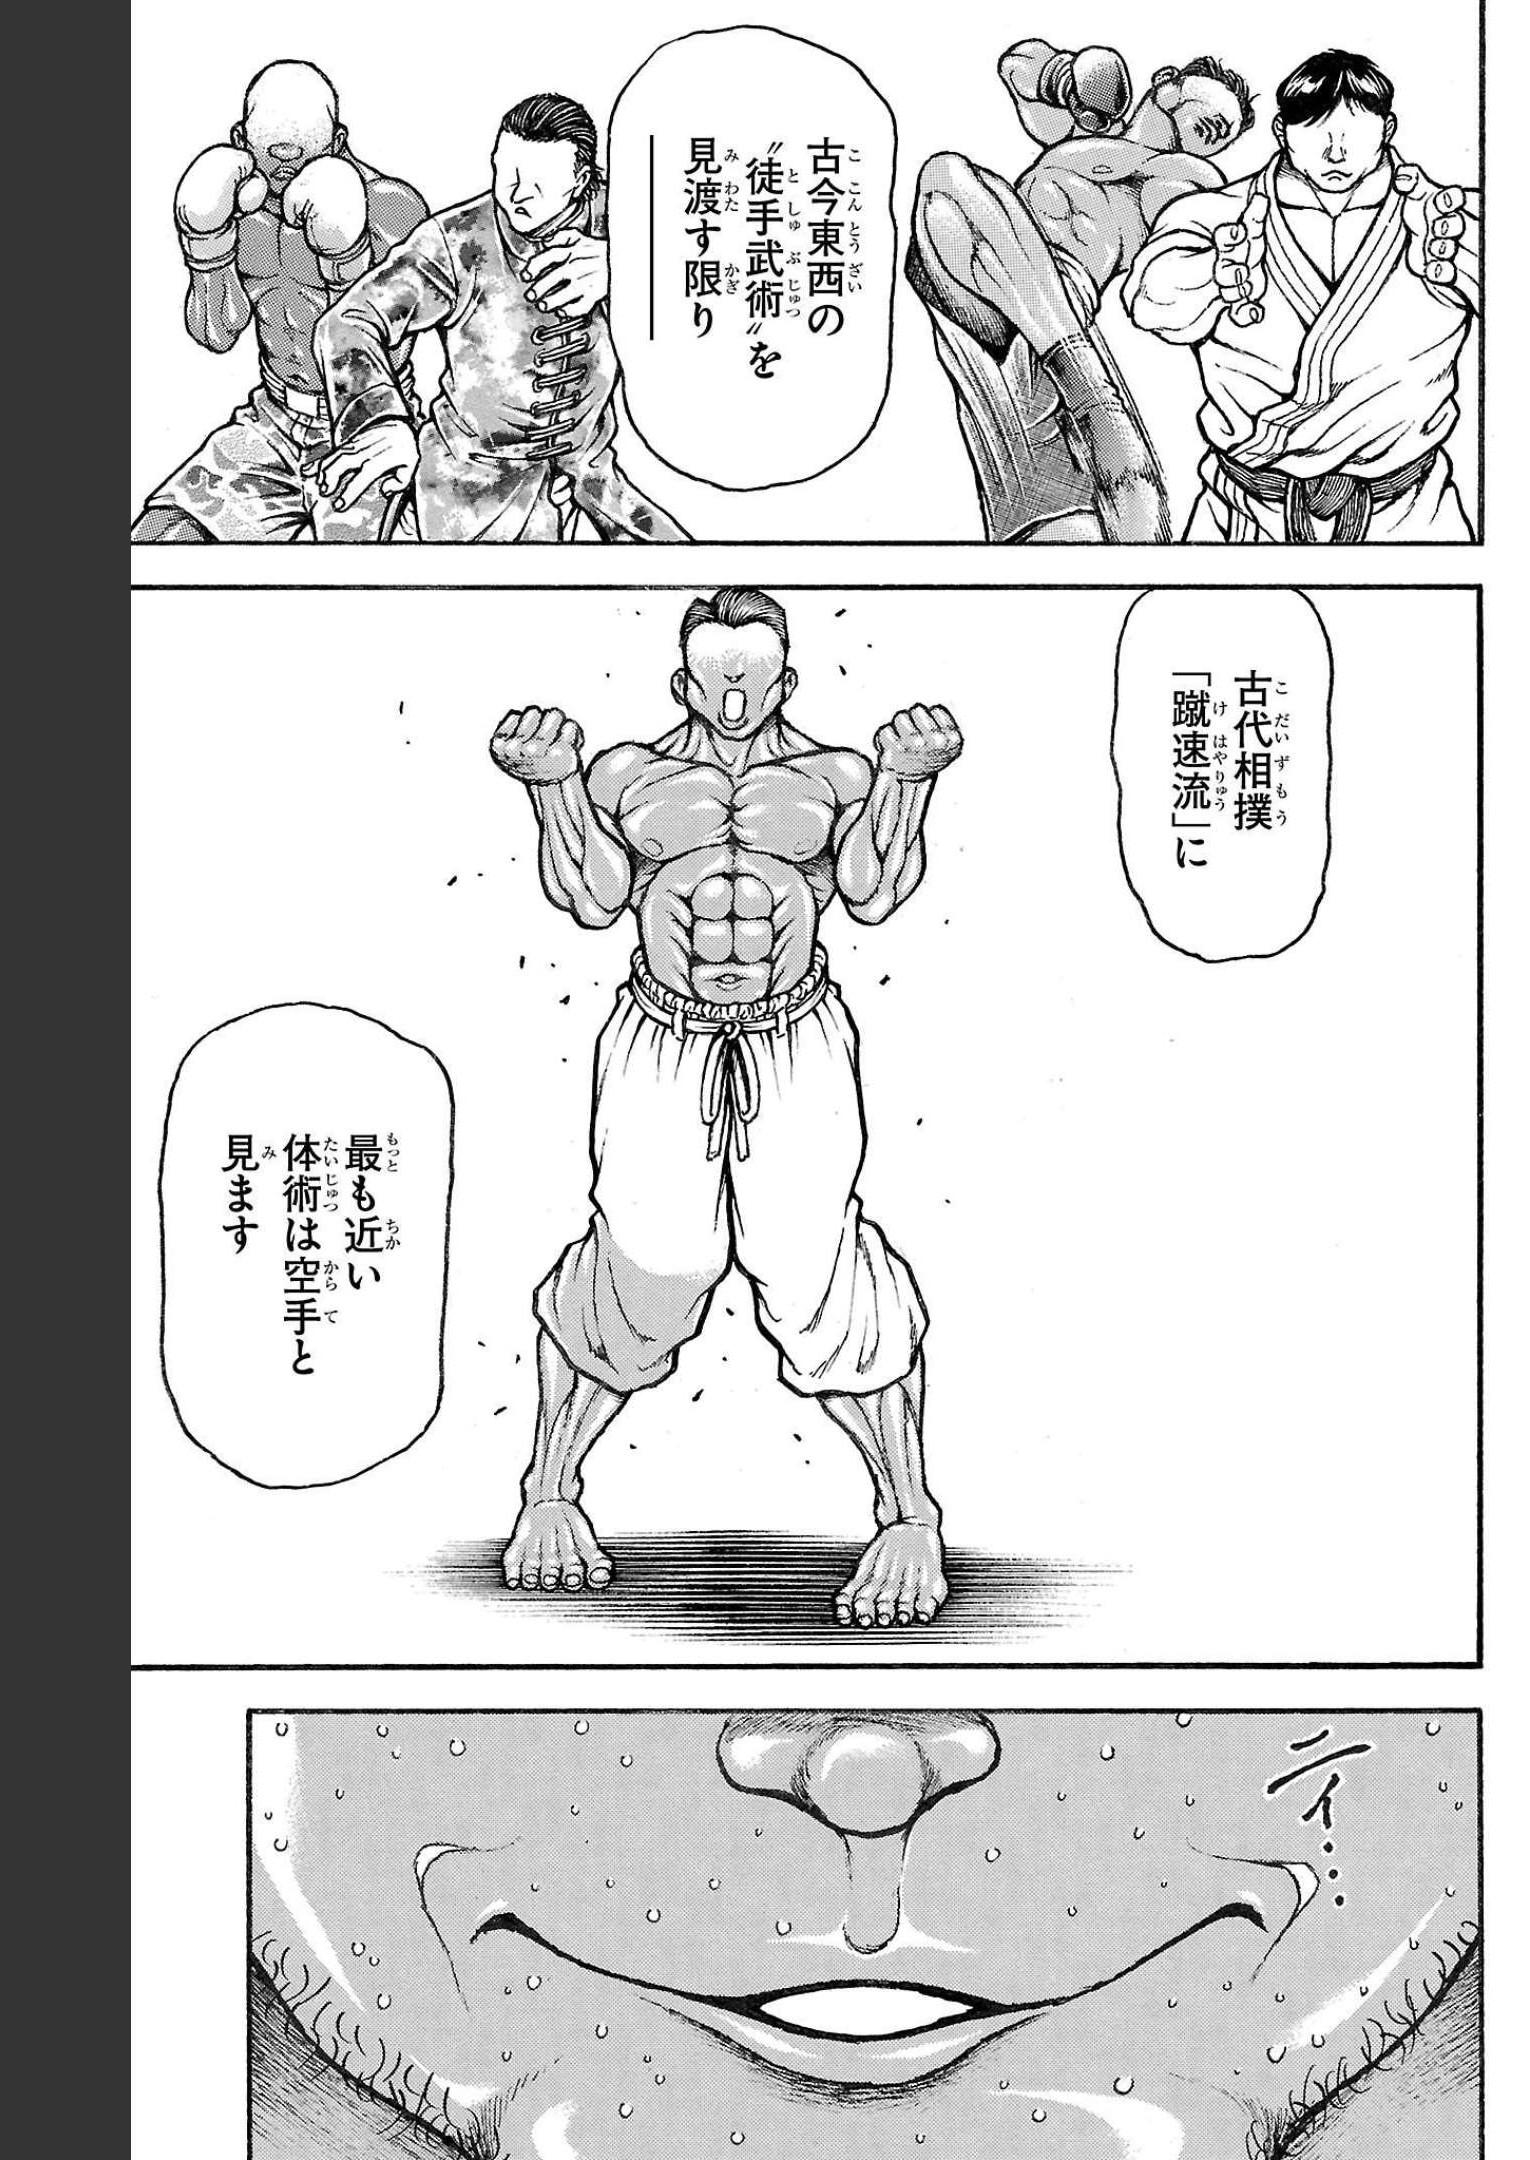 古今東西の
〝徒手武術〟を
見渡す限り
――
古代相撲
「蹴速流」に
最も近い
体術は空手と
見ます
ニィ‥‥